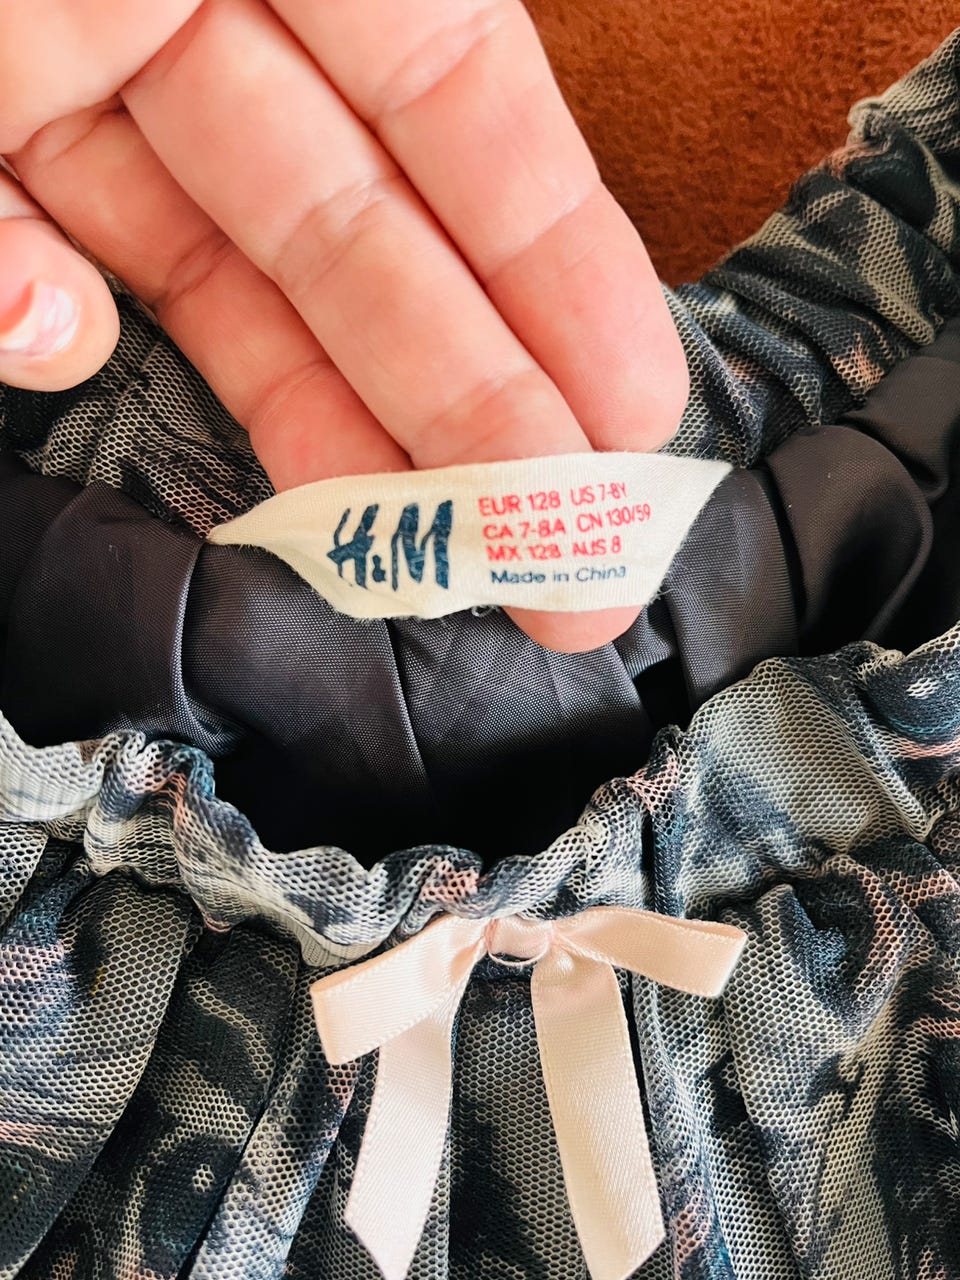 H&M
EUR 128 US 7-8Y
CA 7-8A CN 130/59
MX 128 AUS 8
Made in China